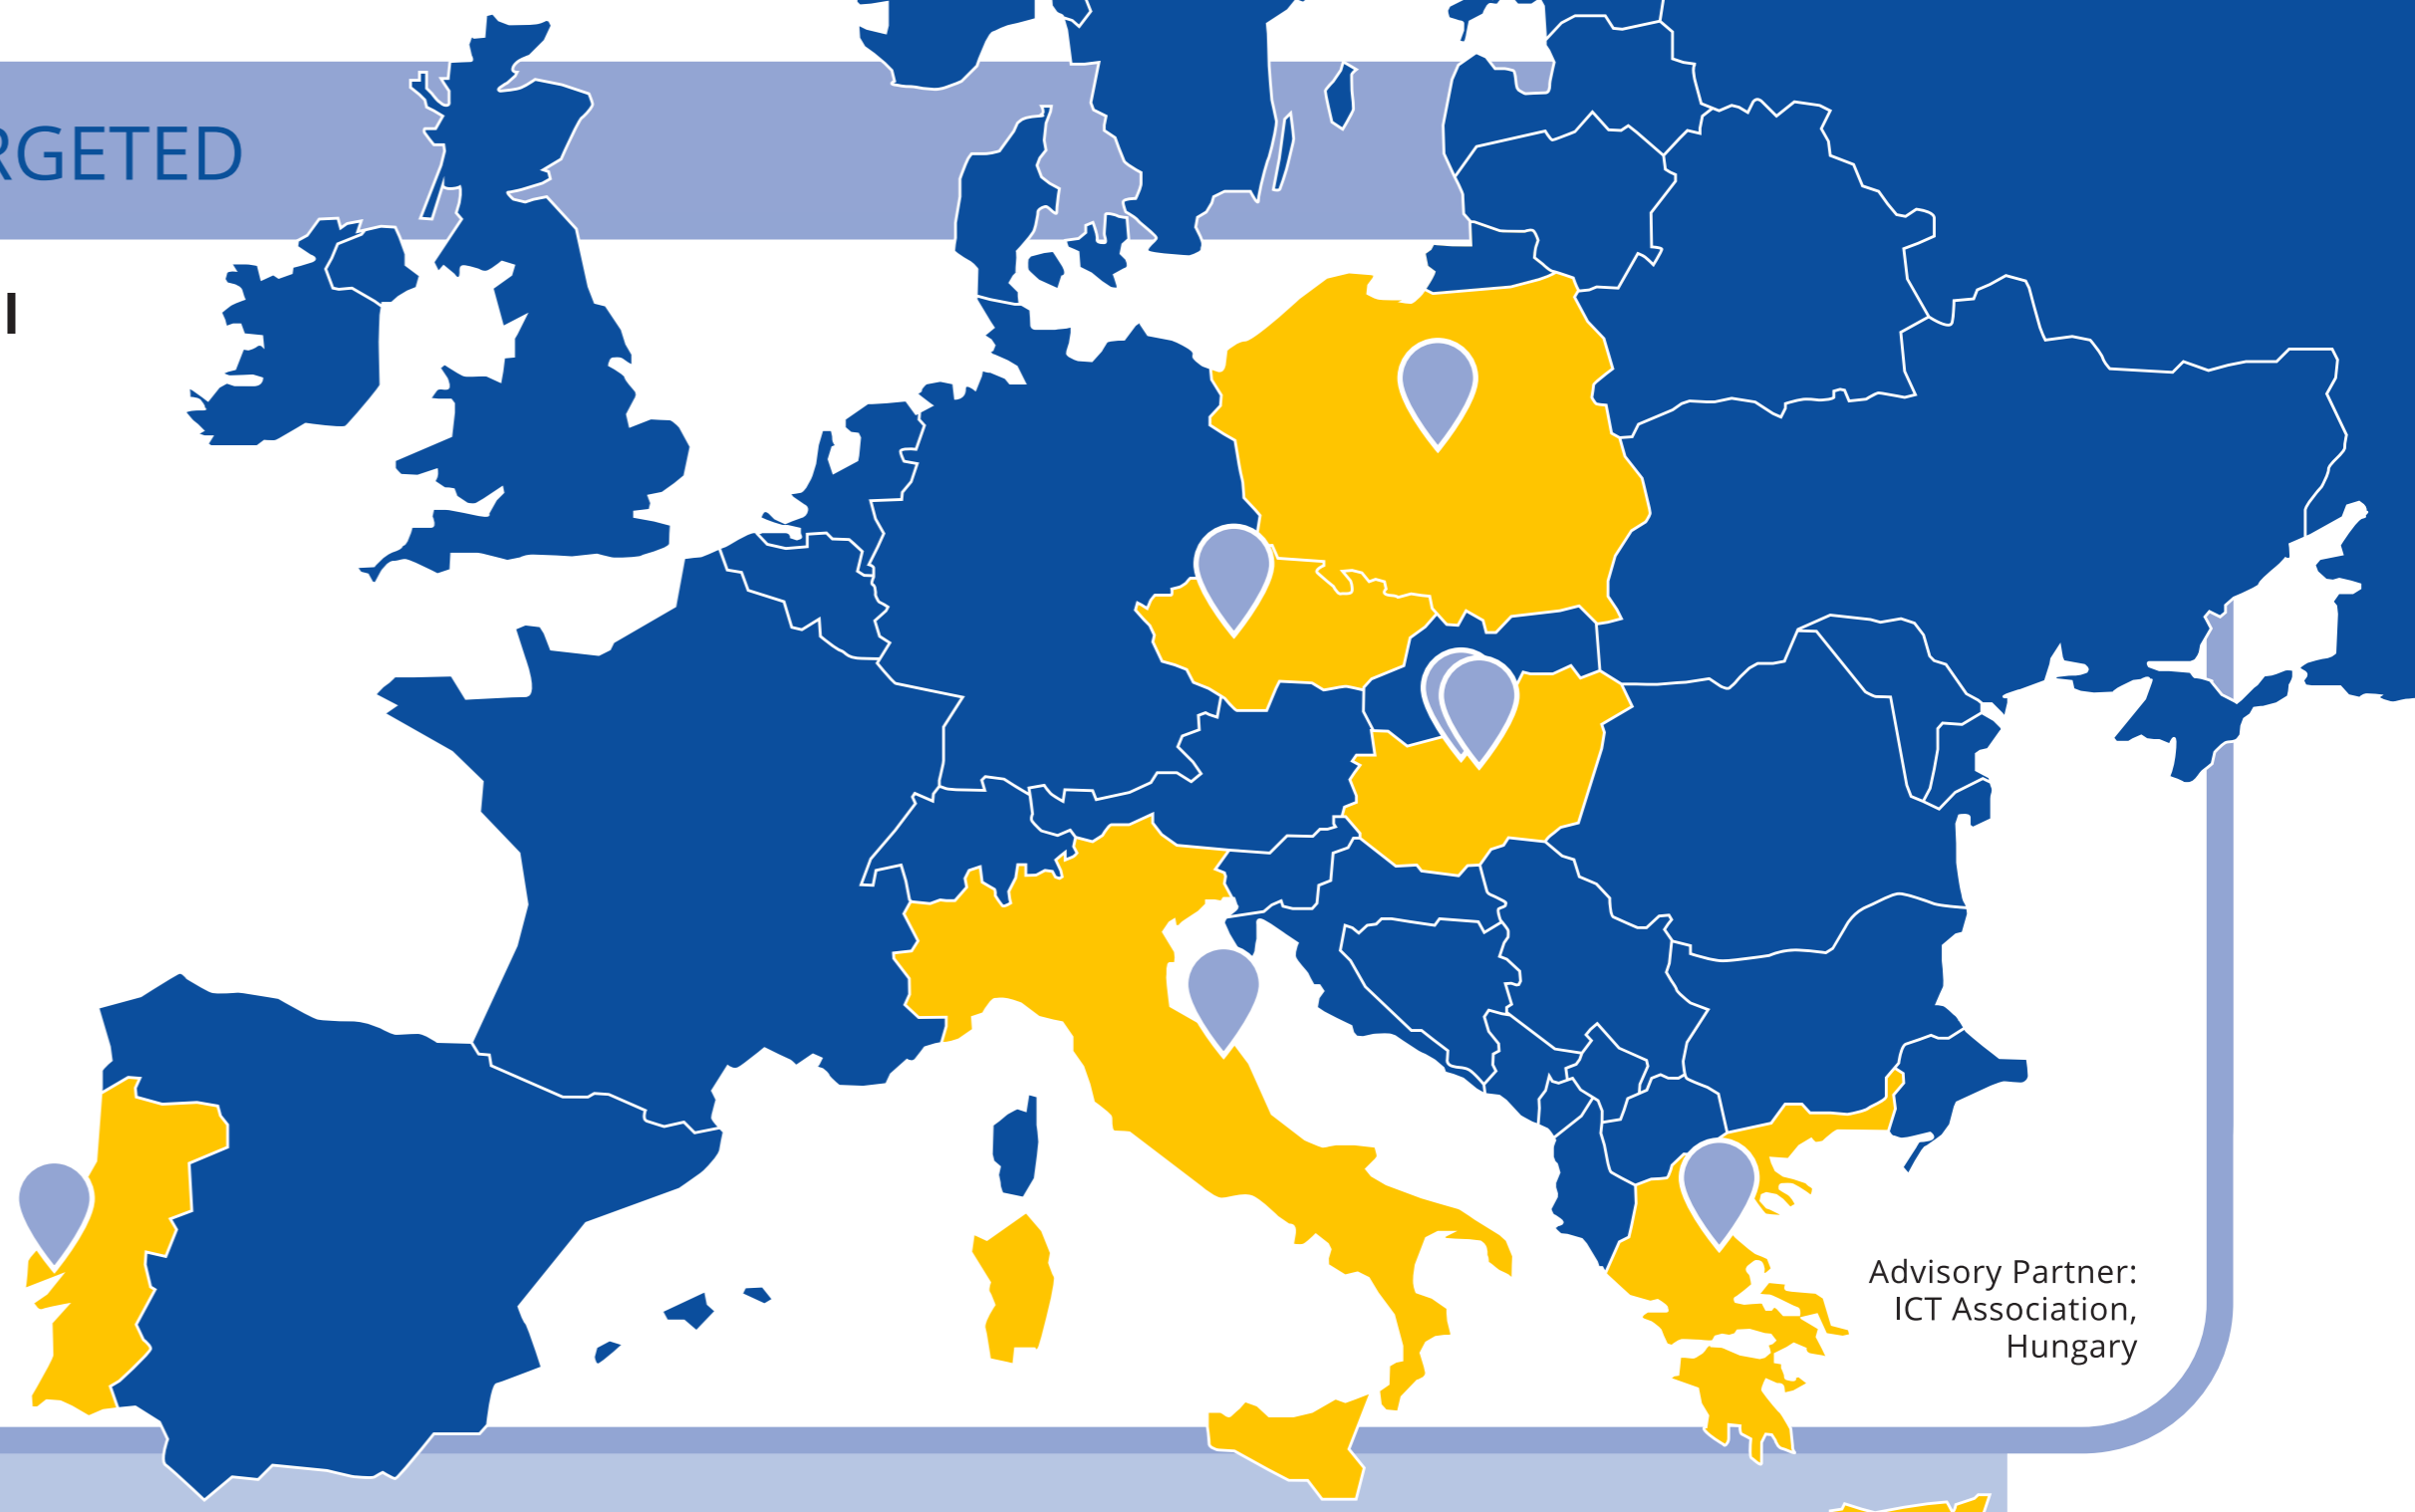 RGETED
I
Advisory Partner:
ICT Association,
Hungary